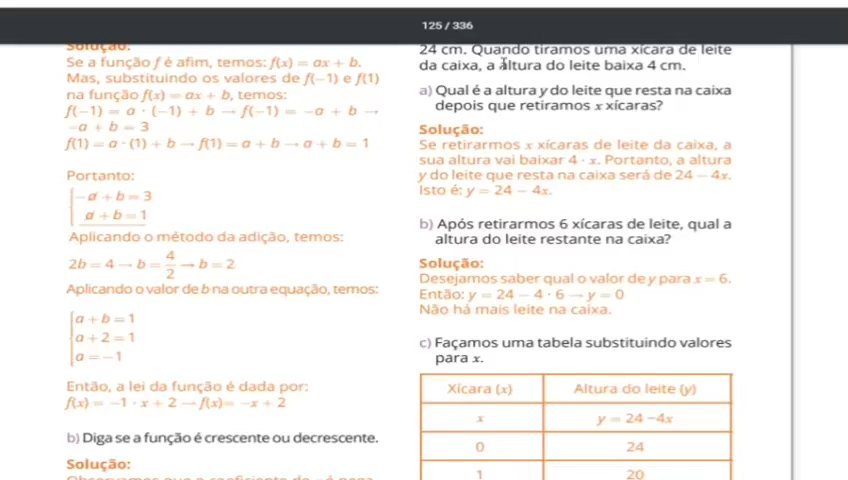 125 / 336
Solução:
Se a função f é afim, temos: f(x) = ax + b.
Mas, substituindo os valores de f(−1) e f(1)
na função f(x) = ax + b, temos:
f(−1) = a · (−1) + b → f(−1) = −a + b →
−a + b = 3
f(1) = a · (1) + b → f(1) = a + b → a + b = 1
Portanto:
−a + b = 3
a + b = 1
Aplicando o método da adição, temos:
2b = 4 → b = 4/2 → b = 2
Aplicando o valor de b na outra equação, temos:
a + b = 1
a + 2 = 1
a = −1
Então, a lei da função é dada por:
f(x) = −1 · x + 2 → f(x)= −x + 2
b) Diga se a função é crescente ou decrescente.
Solução:
Observamos que o coeficiente de x é nega-
24 cm. Quando tiramos uma xícara de leite
da caixa, a altura do leite baixa 4 cm.
a) Qual é a altura y do leite que resta na caixa
depois que retiramos x xícaras?
Solução:
Se retirarmos x xícaras de leite da caixa, a
sua altura vai baixar 4 · x. Portanto, a altura
y do leite que resta na caixa será de 24 − 4x.
Isto é: y = 24 − 4x.
b) Após retirarmos 6 xícaras de leite, qual a
altura do leite restante na caixa?
Solução:
Desejamos saber qual o valor de y para x = 6.
Então: y = 24 − 4 · 6 → y = 0
Não há mais leite na caixa.
c) Façamos uma tabela substituindo valores
para x.
Xícara (x) Altura do leite (y)
x y = 24 −4x
0 24
1 20